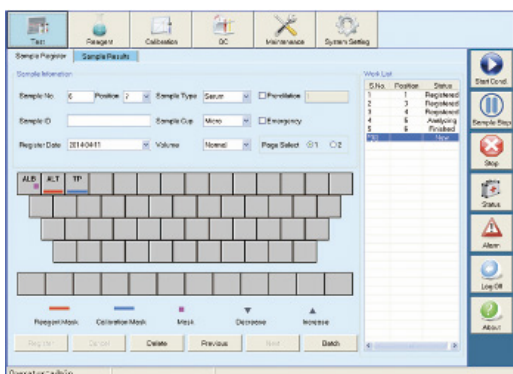 Test Reagent Calibration QC Maintenance System Setting
Sample Register Sample Results
Sample Information
Work List
Sample No. 6 Position 7 Sample Type Serum Predilution
Sample ID Sample Cup Micro Emergency
Register Date 2014-04-11 Volume Normal Page Select 1 2
S.No. Position Status
1 1 Registered
2 3 Registered
Registered
4 5 Analyzing
5 6 Finished
New
ALB ALT TP
Reagent Mask Calibration Mask Mask Decrease Increase
Register Cancel Delete Previous Next Batch
Start Cond.
Sample Stop
Stop
Status
Alarm
Log Off
About
Operator:admin